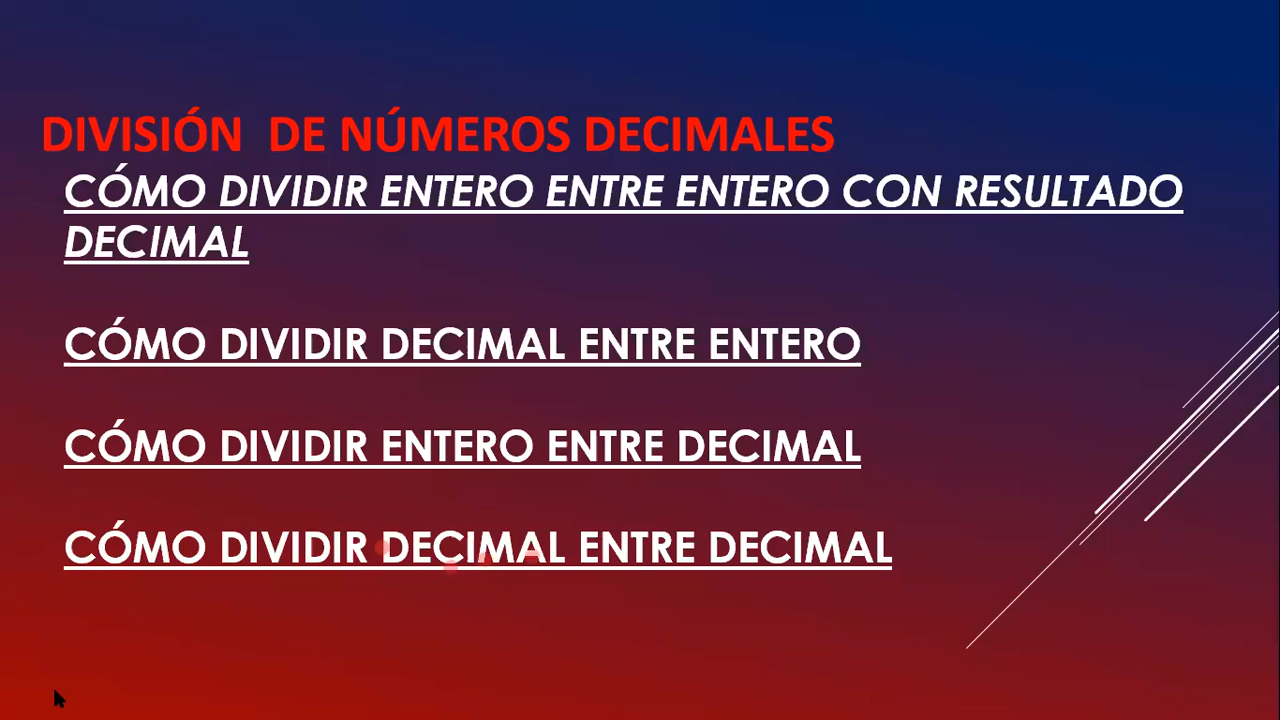 DIVISIÓN DE NÚMEROS DECIMALES
CÓMO DIVIDIR ENTERO ENTRE ENTERO CON RESULTADO
DECIMAL
CÓMO DIVIDIR DECIMAL ENTRE ENTERO
CÓMO DIVIDIR ENTERO ENTRE DECIMAL
CÓMO DIVIDIR DECIMAL ENTRE DECIMAL